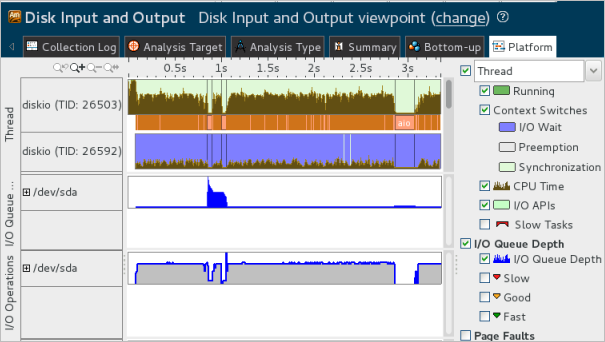 Am Disk Input and Output Disk Input and Output viewpoint (change) ?
Collection Log Analysis Target Analysis Type Summary Bottom-up Platform
0.5s 1s 1.5s 2s 2.5s 3s
Thread
diskio (TID: 26503)
aio
diskio (TID: 26592)
I/O Queue ...
/dev/sda
I/O Operations
/dev/sda
Thread
Running
Context Switches
I/O Wait
Preemption
Synchronization
CPU Time
I/O APIs
Slow Tasks
I/O Queue Depth
I/O Queue Depth
Slow
Good
Fast
Page Faults